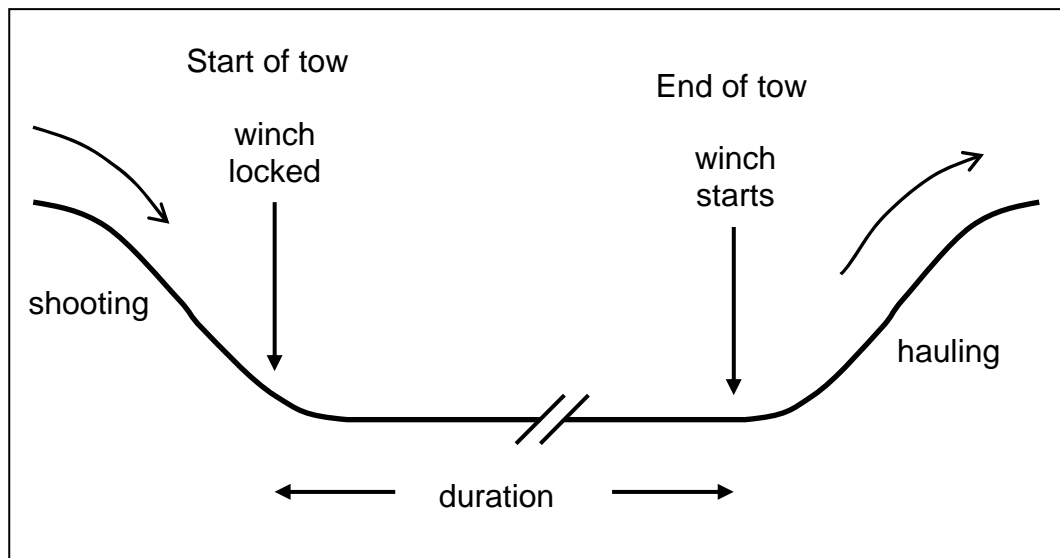 Start of tow
End of tow
winch
locked
winch
starts
shooting
hauling
duration